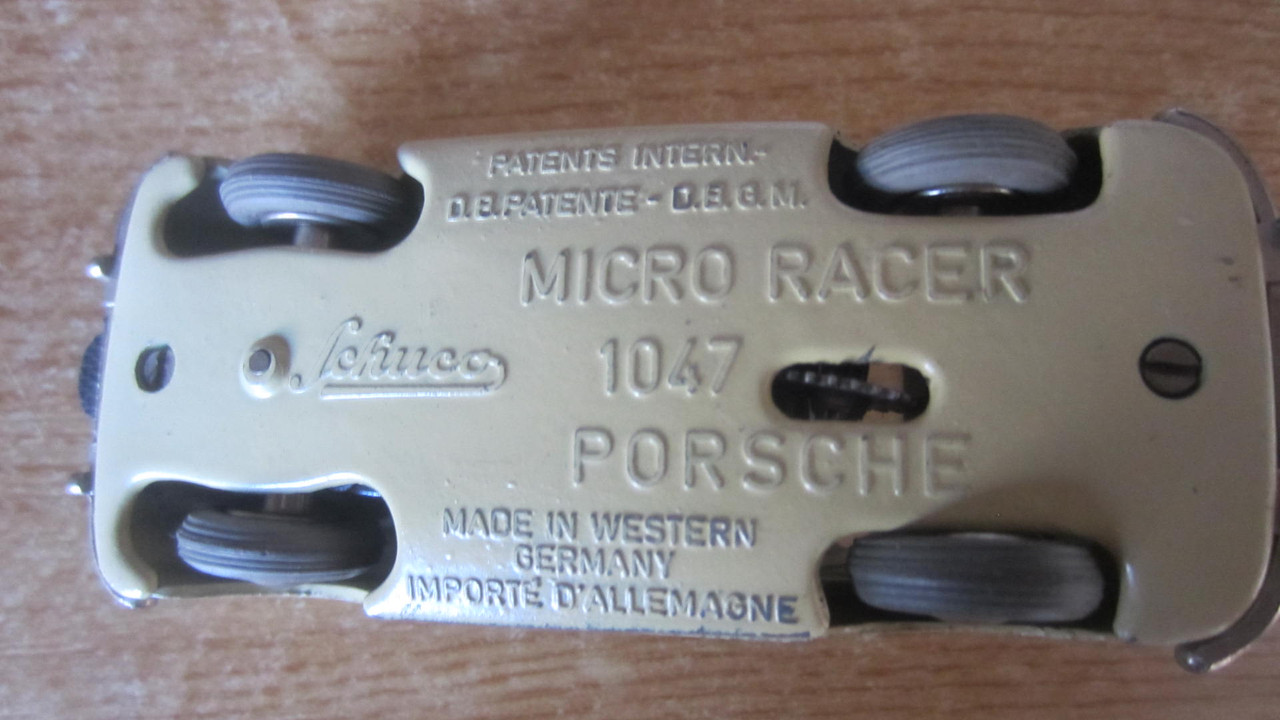 PATENTS INTERN.-
D.B.PATENTE - D.B.G.M.
MICRO RACER
Schuco
1047
PORSCHE
MADE IN WESTERN
GERMANY
IMPORTÉ D'ALLEMAGNE